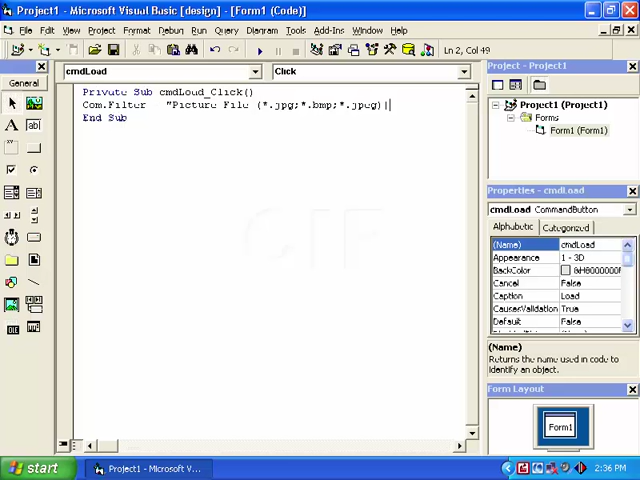 Project1 - Microsoft Visual Basic [design] - [Form1 (Code)]
File Edit View Project Format Debug Run Query Diagram Tools Add-Ins Window Help
Ln 2, Col 49
General
cmdLoad
Click
Private Sub cmdLoad_Click()
Com.Filter "Picture File (*.jpg;*.bmp;*.jpeg)|
End Sub
Project - Project1
Project1 (Project1)
Forms
Form1 (Form1)
Properties - cmdLoad
cmdLoad CommandButton
Alphabetic Categorized
(Name) cmdLoad
Appearance 1 - 3D
BackColor &H8000000F
Cancel False
Caption Load
CausesValidation True
Default False
(Name)
Returns the name used in code to
identify an object.
Form Layout
Form1
start
Project1 - Microsoft V...
2:36 PM